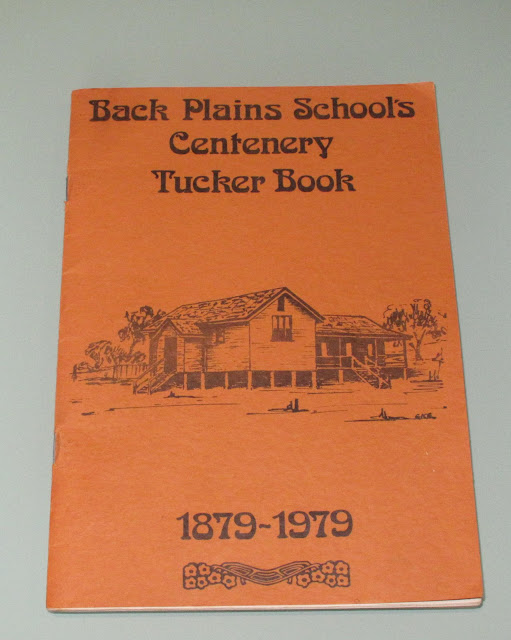 Back Plains School's
Centenery
Tucker Book
1879-1979